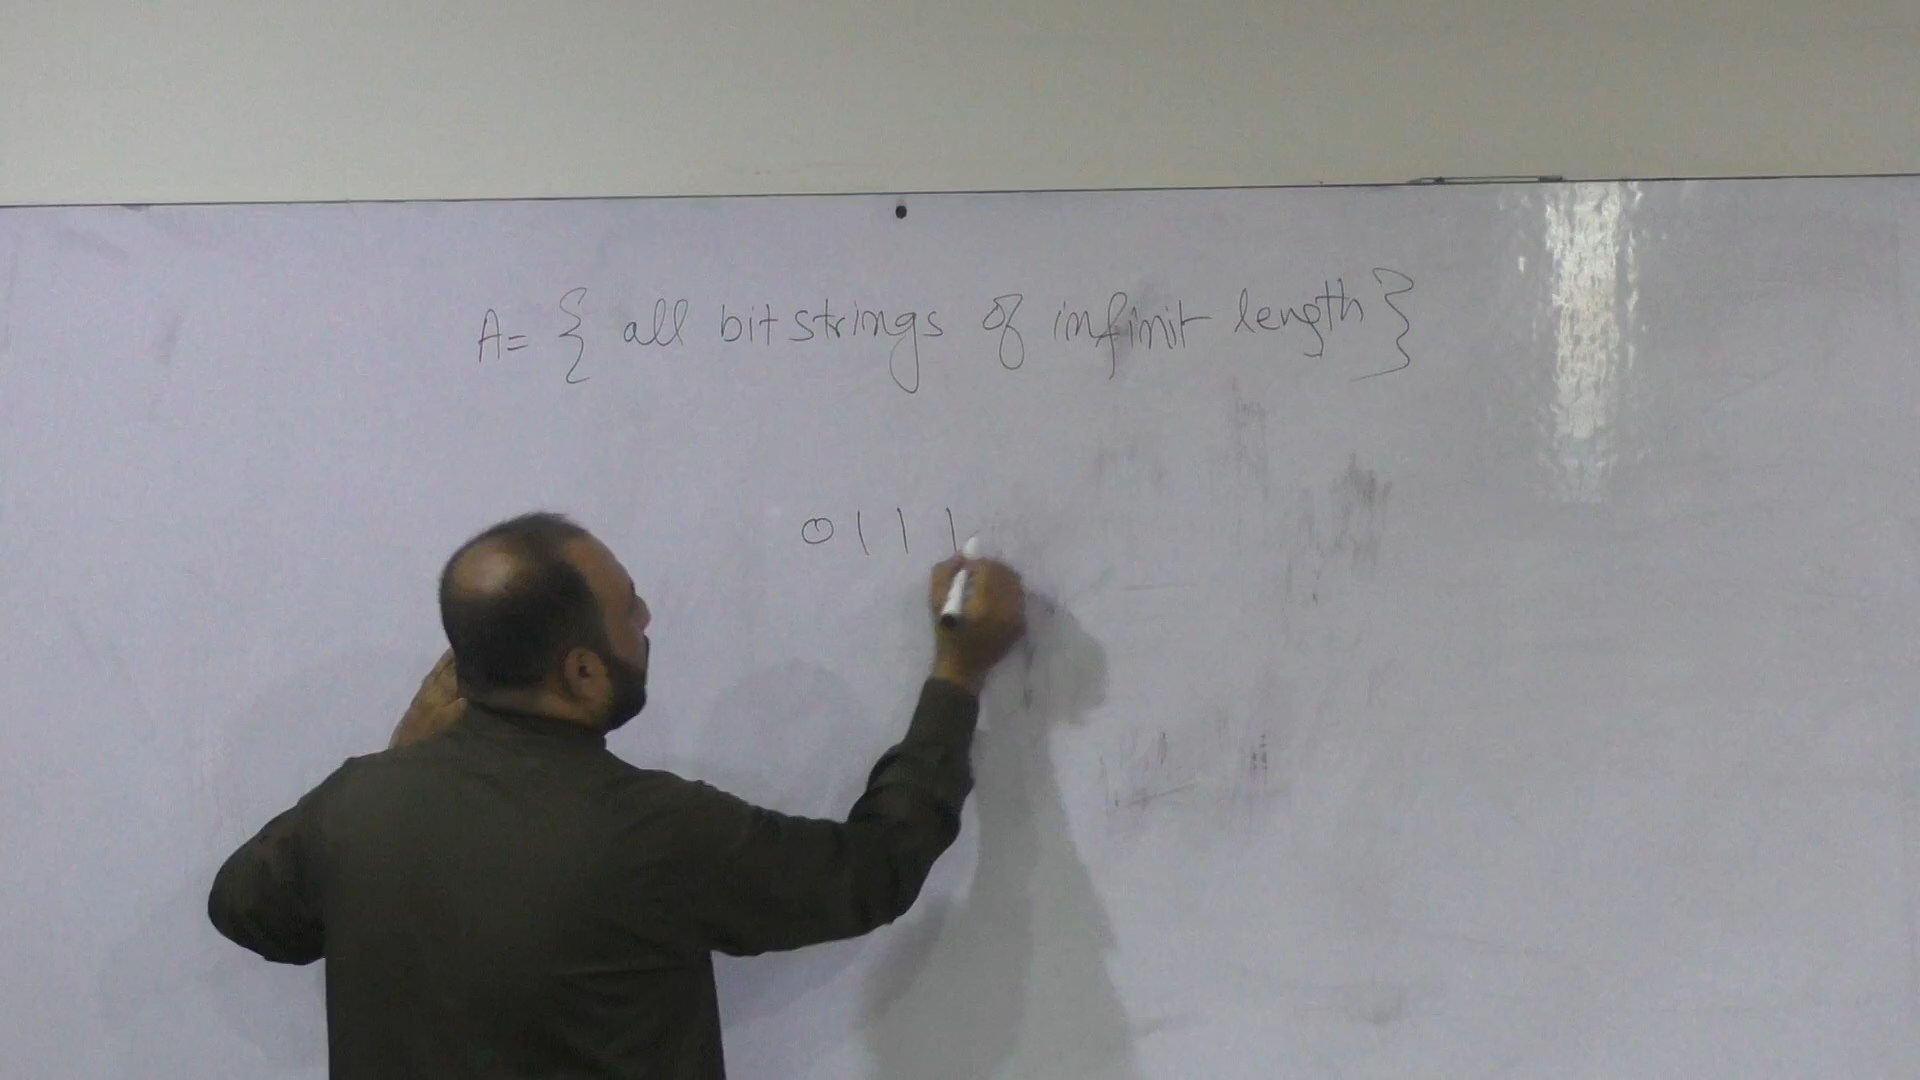 A = { all bit strings of infinit length }
0 1 1 1